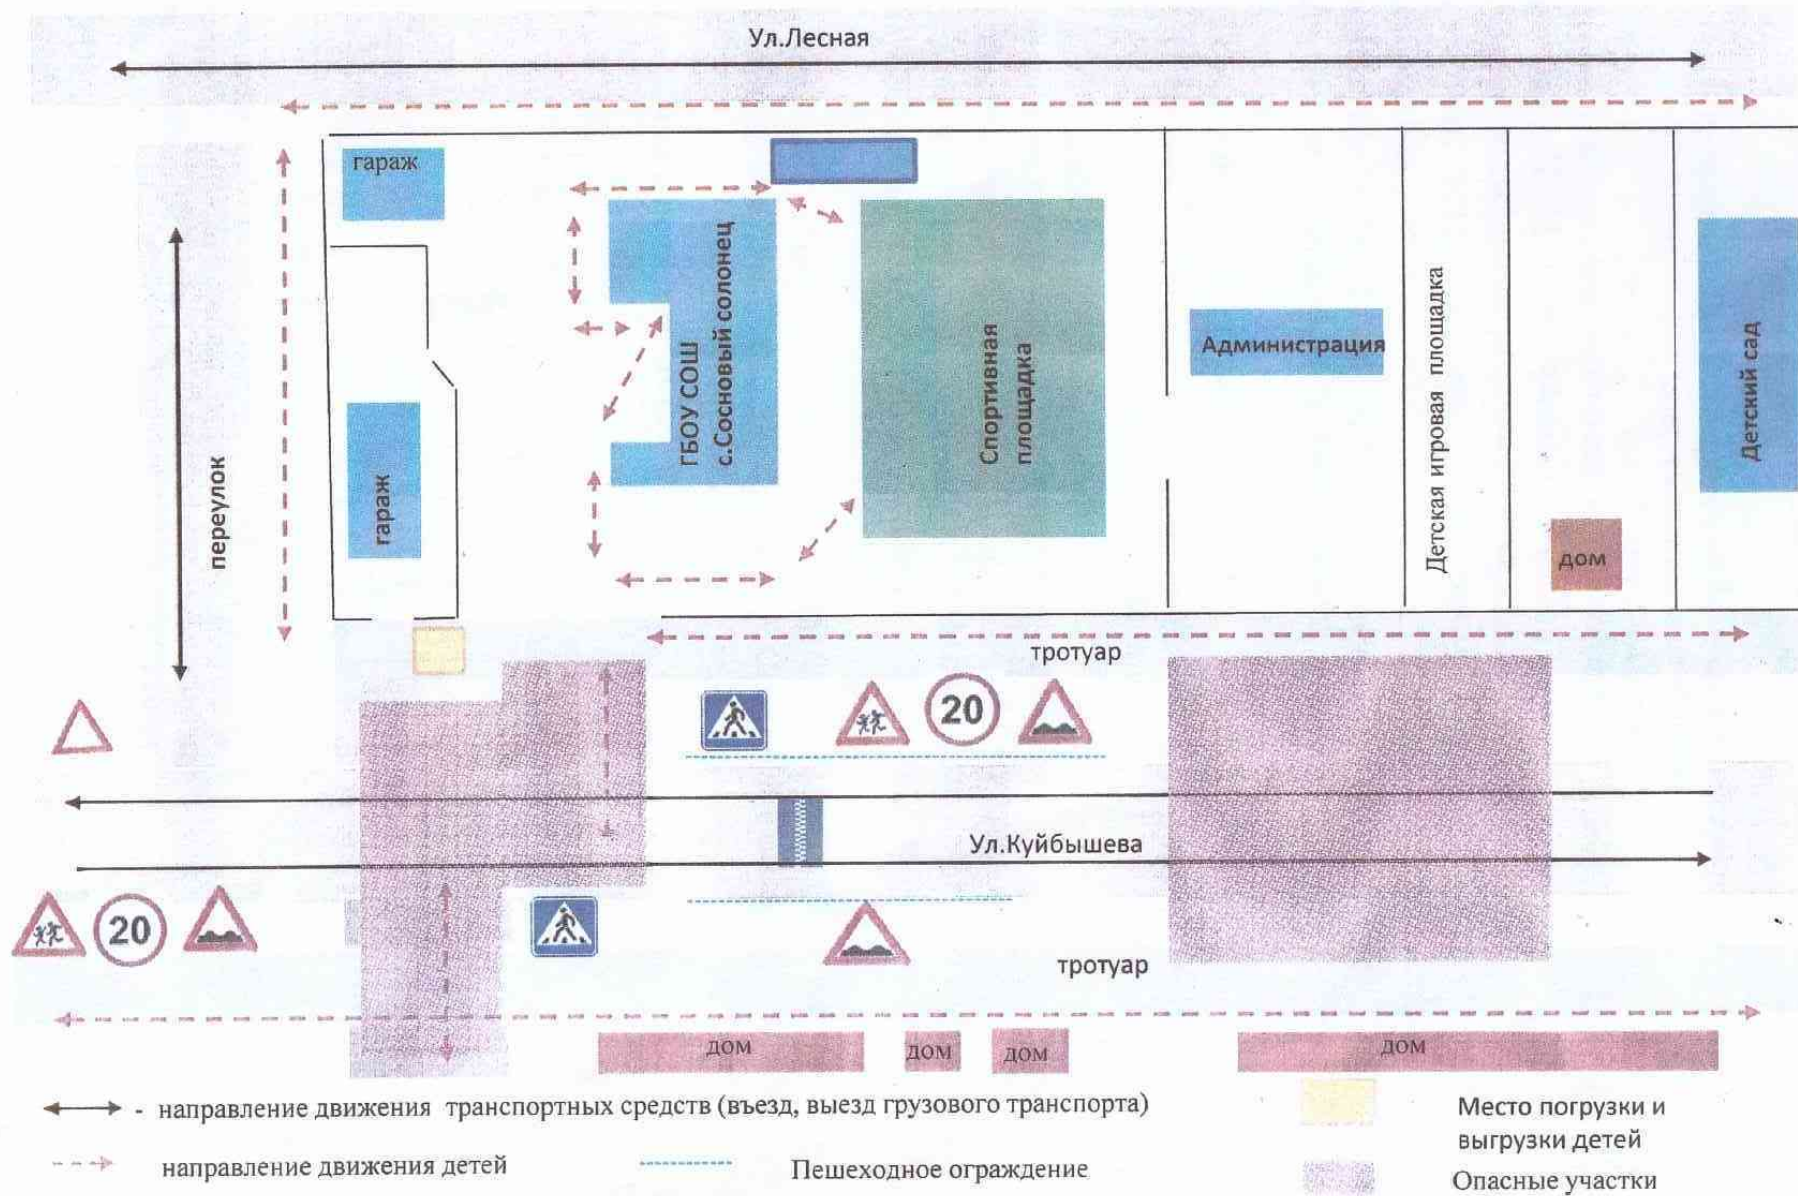 Ул.Лесная
гараж
ГБОУ СОШ
с.Сосновый солонец
Спортивная
площадка
Администрация
Детская игровая площадка
Детский сад
переулок
гараж
дом
тротуар
20
Ул.Куйбышева
20
тротуар
дом
дом
дом
дом
- направление движения транспортных средств (въезд, выезд грузового транспорта)
Место погрузки и
выгрузки детей
направление движения детей
Пешеходное ограждение
Опасные участки